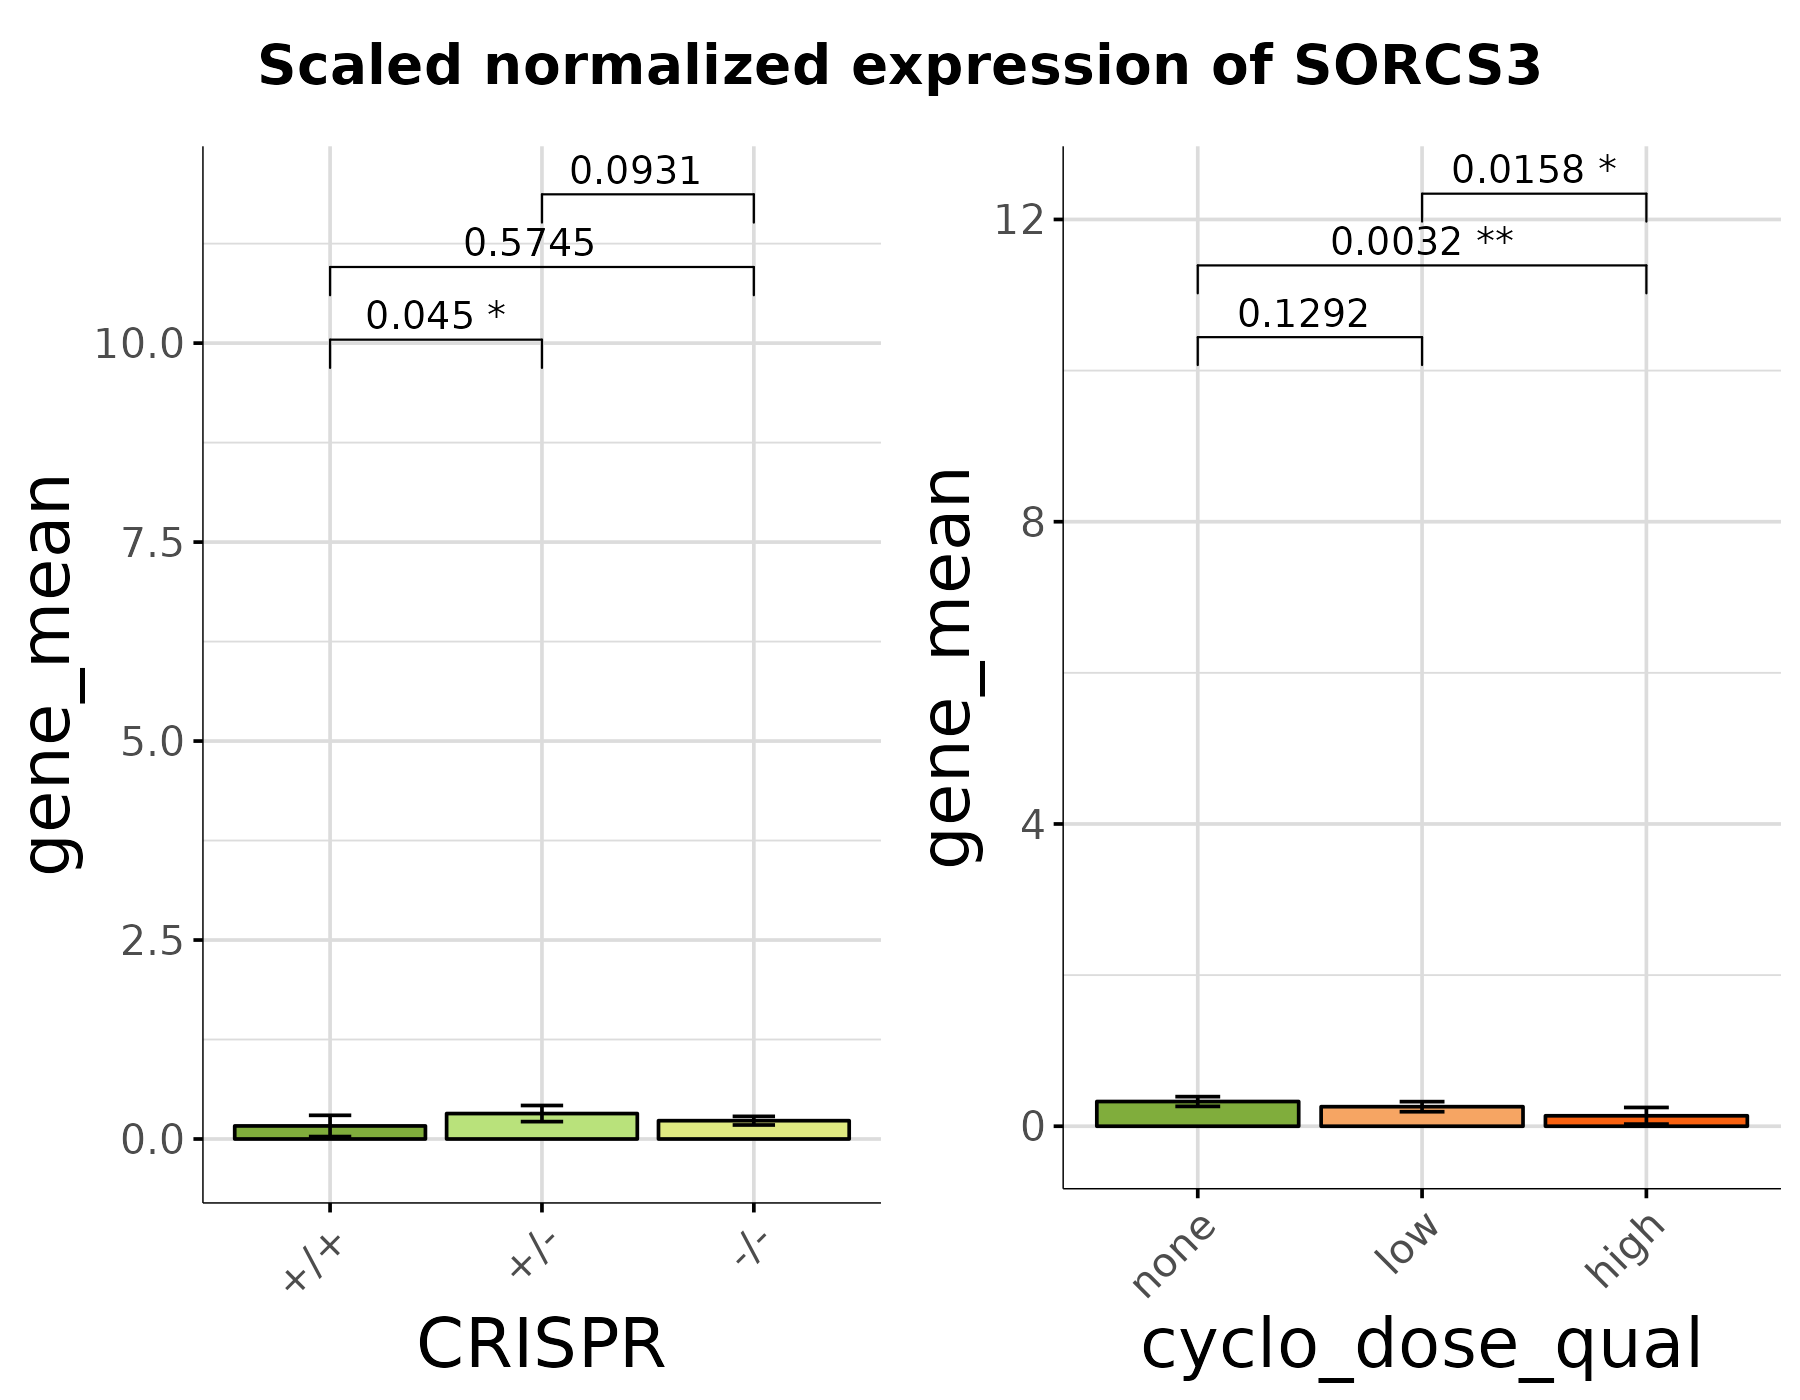 Scaled normalized expression of SORCS3
gene_mean
10.0
7.5
5.0
2.5
0.0
0.0931
0.5745
0.045 *
+/+
+/-
-/-
CRISPR
gene_mean
12
8
4
0
0.0158 *
0.0032 **
0.1292
none
low
high
cyclo_dose_qual